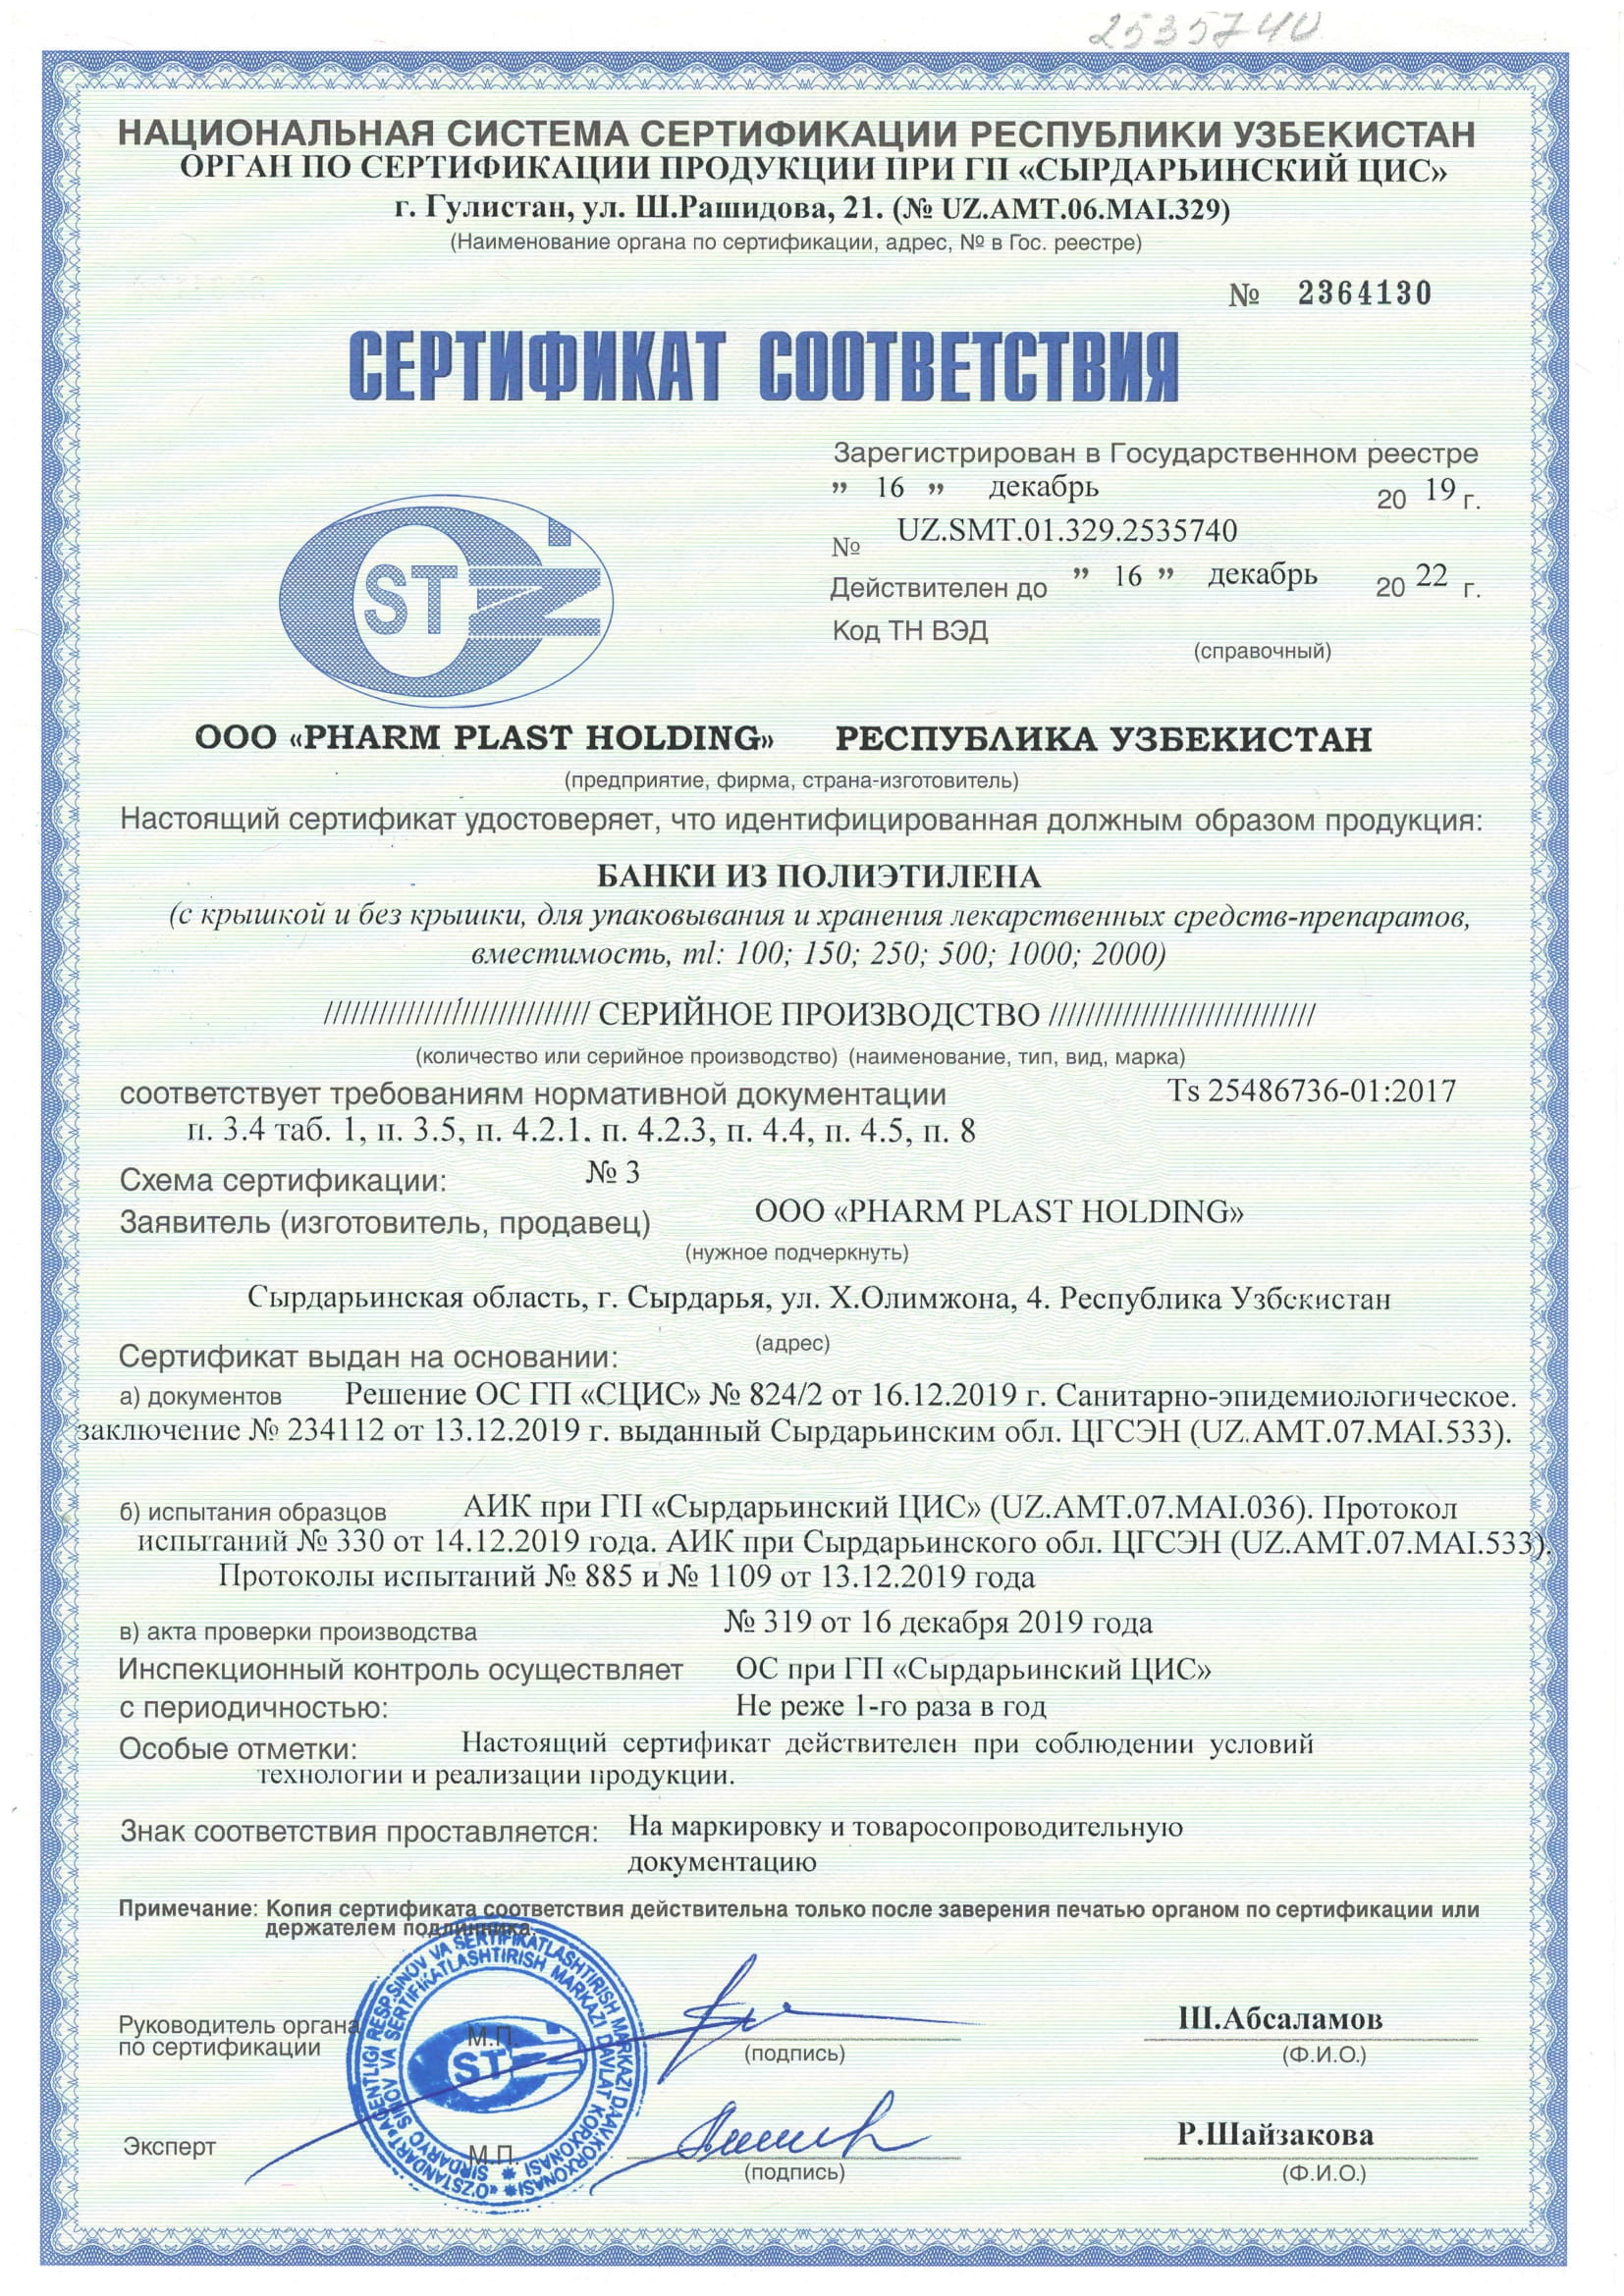 2535740
НАЦИОНАЛЬНАЯ СИСТЕМА СЕРТИФИКАЦИИ РЕСПУБЛИКИ УЗБЕКИСТАН
ОРГАН ПО СЕРТИФИКАЦИИ ПРОДУКЦИИ ПРИ ГП «СЫРДАРЬИНСКИЙ ЦИС»
г. Гулистан, ул. Ш.Рашидова, 21. (№ UZ.AMT.06.MAI.329)
(Наименование органа по сертификации, адрес, № в Гос. реестре)
№ 2364130
СЕРТИФИКАТ СООТВЕТСТВИЯ
Зарегистрирован в Государственном реестре
" 16 " декабрь 20 19 г.
№ UZ.SMT.01.329.2535740
Действителен до " 16 " декабрь 20 22 г.
Код ТН ВЭД
(справочный)
ST
ООО «PHARM PLAST HOLDING» РЕСПУБЛИКА УЗБЕКИСТАН
(предприятие, фирма, страна-изготовитель)
Настоящий сертификат удостоверяет, что идентифицированная должным образом продукция:
БАНКИ ИЗ ПОЛИЭТИЛЕНА
(с крышкой и без крышки, для упаковывания и хранения лекарственных средств-препаратов,
вместимость, ml: 100; 150; 250; 500; 1000; 2000)
///////////////////////////// СЕРИЙНОЕ ПРОИЗВОДСТВО /////////////////////////////
(количество или серийное производство) (наименование, тип, вид, марка)
соответствует требованиям нормативной документации Ts 25486736-01:2017
п. 3.4 таб. 1, п. 3.5, п. 4.2.1. п. 4.2.3, п. 4.4, п. 4.5, п. 8
Схема сертификации: № 3
Заявитель (изготовитель, продавец) ООО «PHARM PLAST HOLDING»
(нужное подчеркнуть)
Сырдарьинская область, г. Сырдарья, ул. Х.Олимжона, 4. Республика Узбекистан
(адрес)
Сертификат выдан на основании:
а) документов Решение ОС ГП «СЦИС» № 824/2 от 16.12.2019 г. Санитарно-эпидемиологическое.
заключение № 234112 от 13.12.2019 г. выданный Сырдарьинским обл. ЦГСЭН (UZ.AMT.07.MAI.533).
б) испытания образцов АИК при ГП «Сырдарьинский ЦИС» (UZ.AMT.07.MAI.036). Протокол
испытаний № 330 от 14.12.2019 года. АИК при Сырдарьинского обл. ЦГСЭН (UZ.AMT.07.MAI.533).
Протоколы испытаний № 885 и № 1109 от 13.12.2019 года
в) акта проверки производства № 319 от 16 декабря 2019 года
Инспекционный контроль осуществляет ОС при ГП «Сырдарьинский ЦИС»
с периодичностью: Не реже 1-го раза в год
Особые отметки: Настоящий сертификат действителен при соблюдении условий
технологии и реализации продукции.
Знак соответствия проставляется: На маркировку и товаросопроводительную
документацию
Примечание: Копия сертификата соответствия действительна только после заверения печатью органом по сертификации или
держателем подлинника.
Руководитель органа
по сертификации
М.П.
(подпись)
Ш.Абсаламов
(Ф.И.О.)
Эксперт
М.П.
(подпись)
Р.Шайзакова
(Ф.И.О.)
"O'ZSTANDART" AGENTLIGI RESP.SINOV VA SERTIFIKATLASHTIRISH MARKAZI DAV.KORXONASI
SIRDARYO SINOV VA SERTIFIKATLASHTIRISH MARKAZI DAVLAT KORXONASI
ST